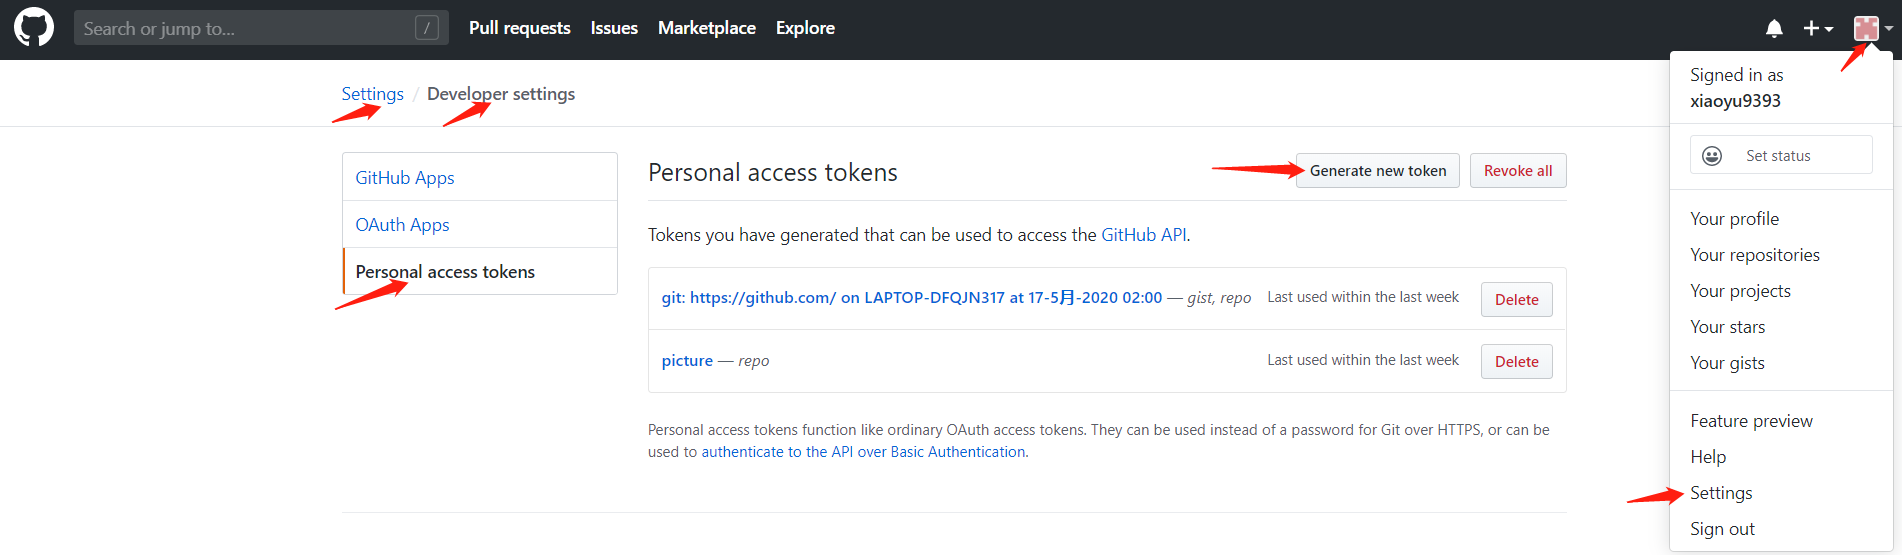 Search or jump to... /
Pull requests
Issues
Marketplace
Explore
Settings / Developer settings
GitHub Apps
OAuth Apps
Personal access tokens
Personal access tokens
Generate new token
Revoke all
Tokens you have generated that can be used to access the GitHub API.
git: https://github.com/ on LAPTOP-DFQJN317 at 17-5月-2020 02:00 — gist, repo
Last used within the last week
Delete
picture — repo
Last used within the last week
Delete
Personal access tokens function like ordinary OAuth access tokens. They can be used instead of a password for Git over HTTPS, or can be
used to authenticate to the API over Basic Authentication.
Signed in as
xiaoyu9393
Set status
Your profile
Your repositories
Your projects
Your stars
Your gists
Feature preview
Help
Settings
Sign out